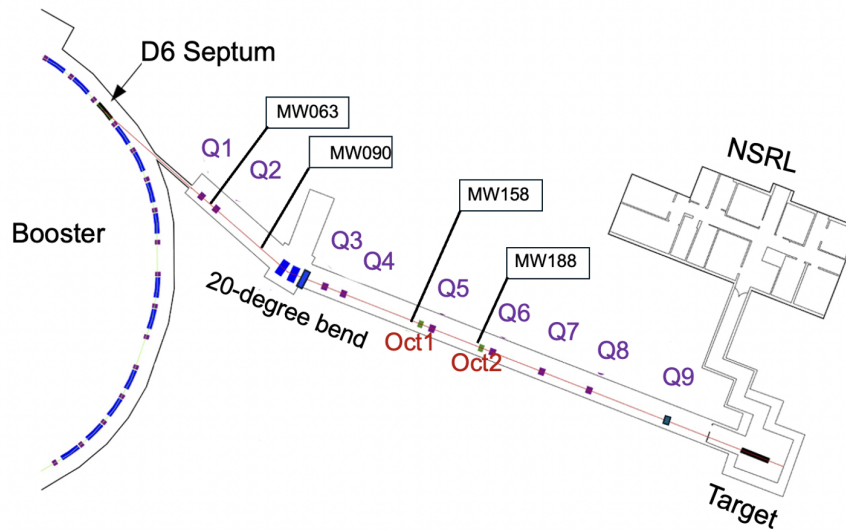 D6 Septum
MW063
Q1
MW090
Q2
NSRL
MW158
Booster
Q3
Q4
MW188
20-degree bend
Q5
Q6
Oct1
Oct2
Q7
Q8
Q9
Target